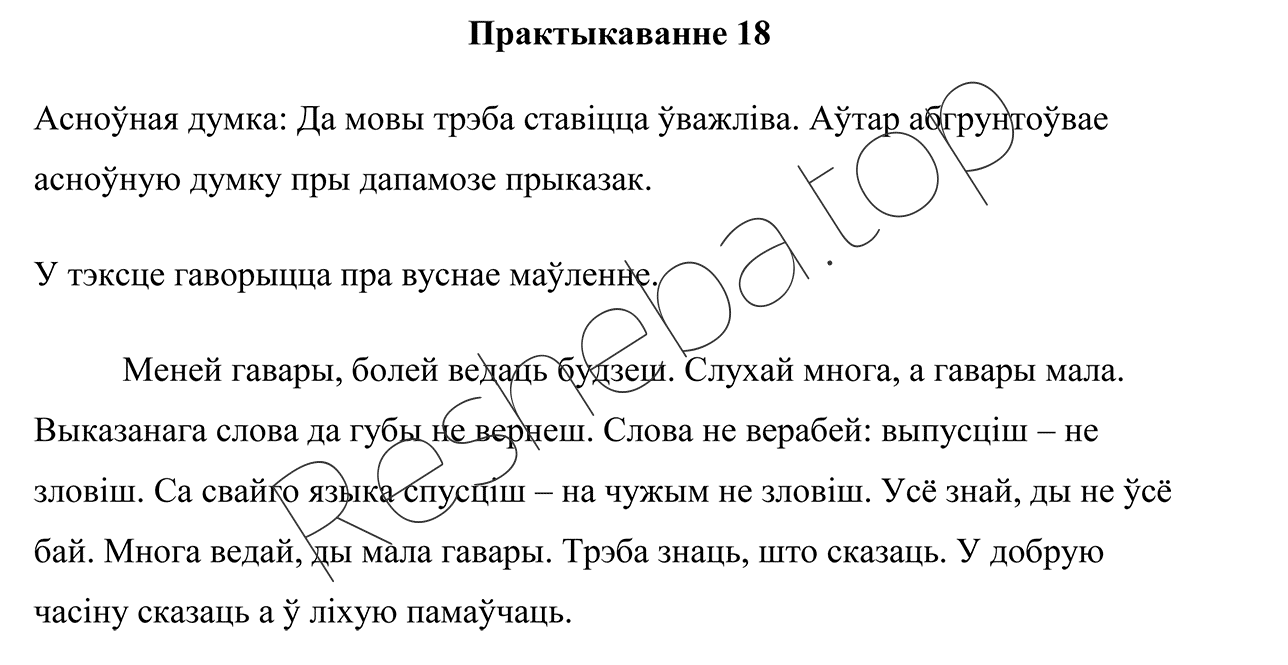 Практыкаванне 18
Асноўная думка: Да мовы трэба ставіцца ўважліва. Аўтар абгрунтоўвае
асноўную думку пры дапамозе прыказак.
У тэксце гаворыцца пра вуснае маўленне.
Меней гавары, болей ведаць будзеш. Слухай многа, а гавары мала.
Выказанага слова да губы не вернеш. Слова не верабей: выпусціш – не
зловіш. Са свайго языка спусціш – на чужым не зловіш. Усё знай, ды не ўсё
бай. Многа ведай, ды мала гавары. Трэба знаць, што сказаць. У добрую
часіну сказаць а ў ліхую памаўчаць.
Resheba.top